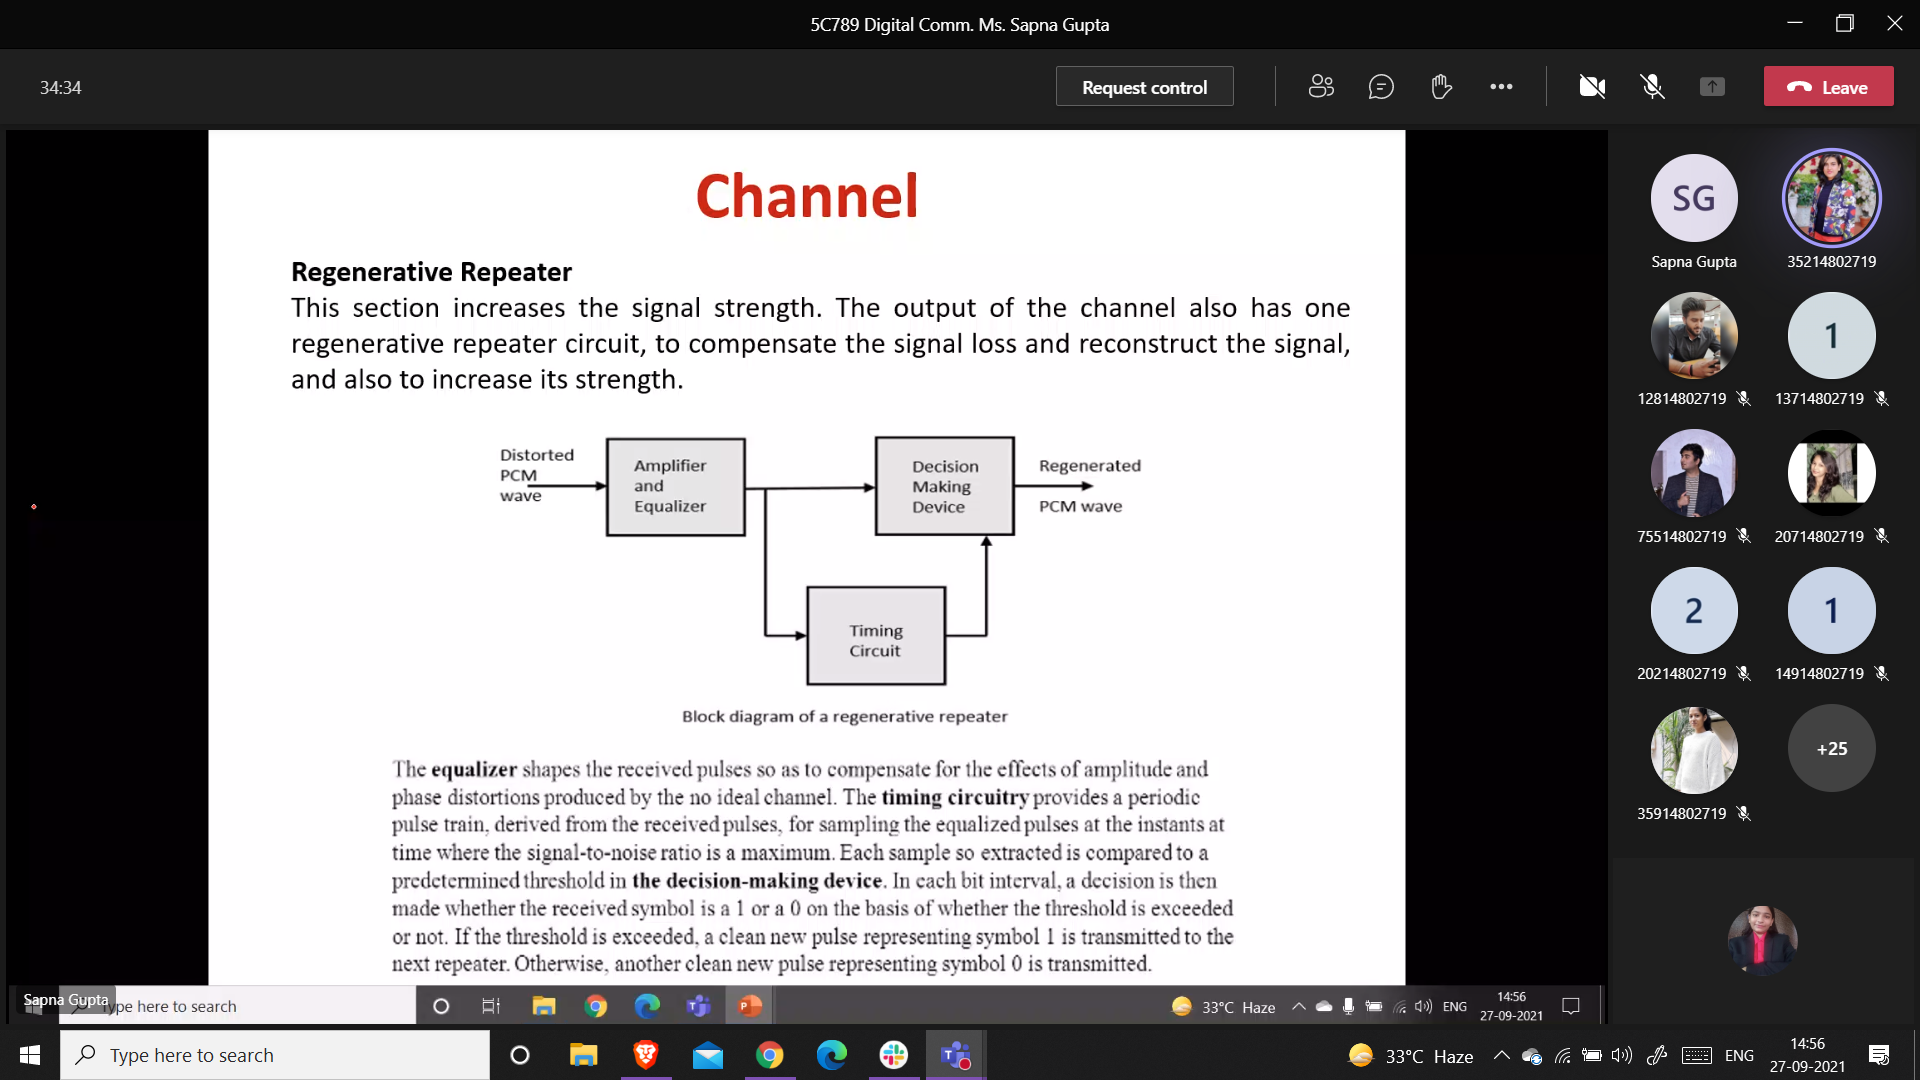 5C789 Digital Comm. Ms. Sapna Gupta
34:34
Request control
Leave
Channel
Regenerative Repeater
This section increases the signal strength. The output of the channel also has one
regenerative repeater circuit, to compensate the signal loss and reconstruct the signal,
and also to increase its strength.
Distorted
PCM
wave
Amplifier
and
Equalizer
Decision
Making
Device
Regenerated
PCM wave
Timing
Circuit
Block diagram of a regenerative repeater
The equalizer shapes the received pulses so as to compensate for the effects of amplitude and
phase distortions produced by the no ideal channel. The timing circuitry provides a periodic
pulse train, derived from the received pulses, for sampling the equalized pulses at the instants at
time where the signal-to-noise ratio is a maximum. Each sample so extracted is compared to a
predetermined threshold in the decision-making device. In each bit interval, a decision is then
made whether the received symbol is a 1 or a 0 on the basis of whether the threshold is exceeded
or not. If the threshold is exceeded, a clean new pulse representing symbol 1 is transmitted to the
next repeater. Otherwise, another clean new pulse representing symbol 0 is transmitted.
SG
Sapna Gupta
35214802719
12814802719
1
13714802719
75514802719
20714802719
2
20214802719
1
14914802719
35914802719
+25
Sapna Gupta
Type here to search
33°C Haze
ENG
14:56
27-09-2021
Type here to search
33°C Haze
ENG
14:56
27-09-2021